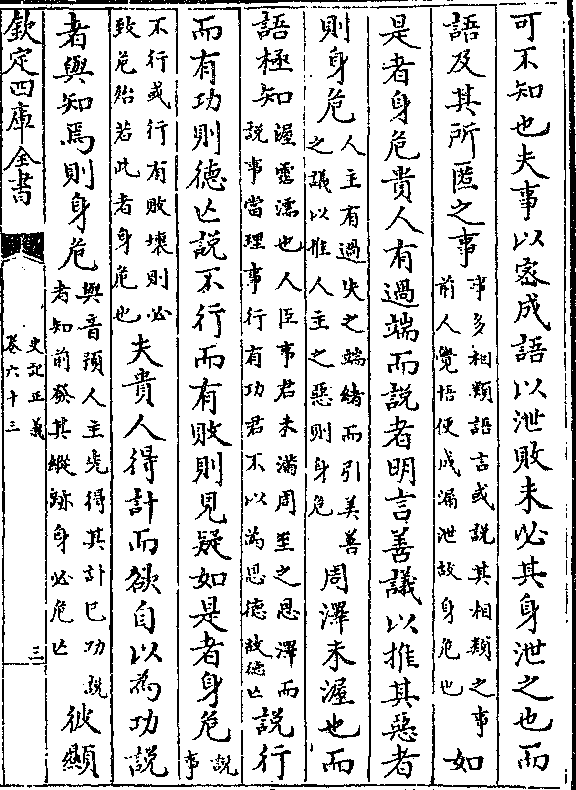 可不知也夫事以宻成語以泄敗未必其身泄之也而
語及其所匿之事事多相類語言或説其相類之事前人覺悟便成漏泄故身危也如
是者身危貴人有過端而説者明言善議以推其惡者
則身危人主有過失之端緒而引美善之議以推人主之惡則身危周澤未渥也而
語極知渥霑濡也人臣事君未滿周至之恩澤而說事當理事行有功君不以為恩德故德亡說行
而有功則德亡説不行而有敗則見疑如是者身危説事
不行或行有敗壞則必致危殆若此者身危也夫貴人得計而欲自以為功説
者與知焉則身危與音預人主先得其計已功説者知前發其縱跡身必危亡彼顯
欽定四庫全書
史記正義
卷六十三
三